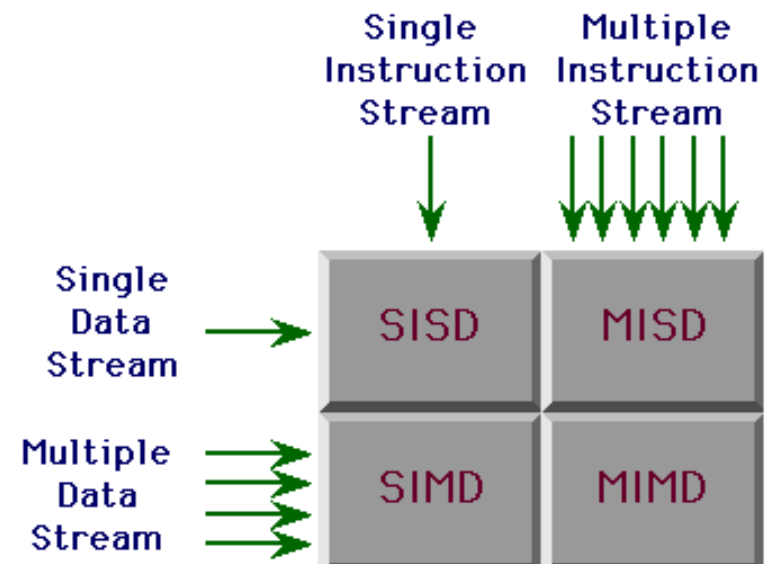 Single
Instruction
Stream
Multiple
Instruction
Stream
Single
Data
Stream
SISD
MISD
Multiple
Data
Stream
SIMD
MIMD